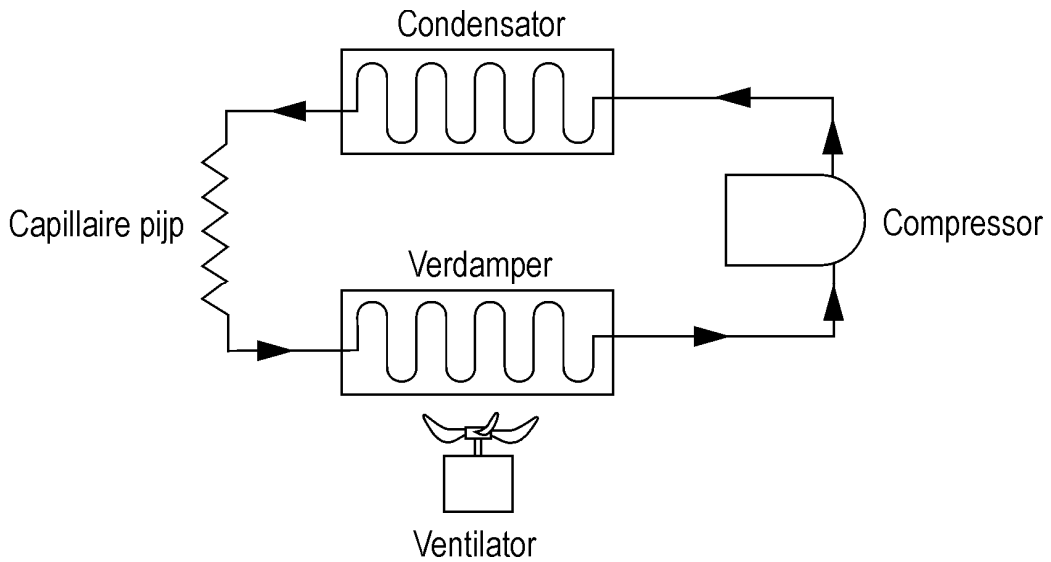 Condensator
Capillaire pijp
Compressor
Verdamper
Ventilator